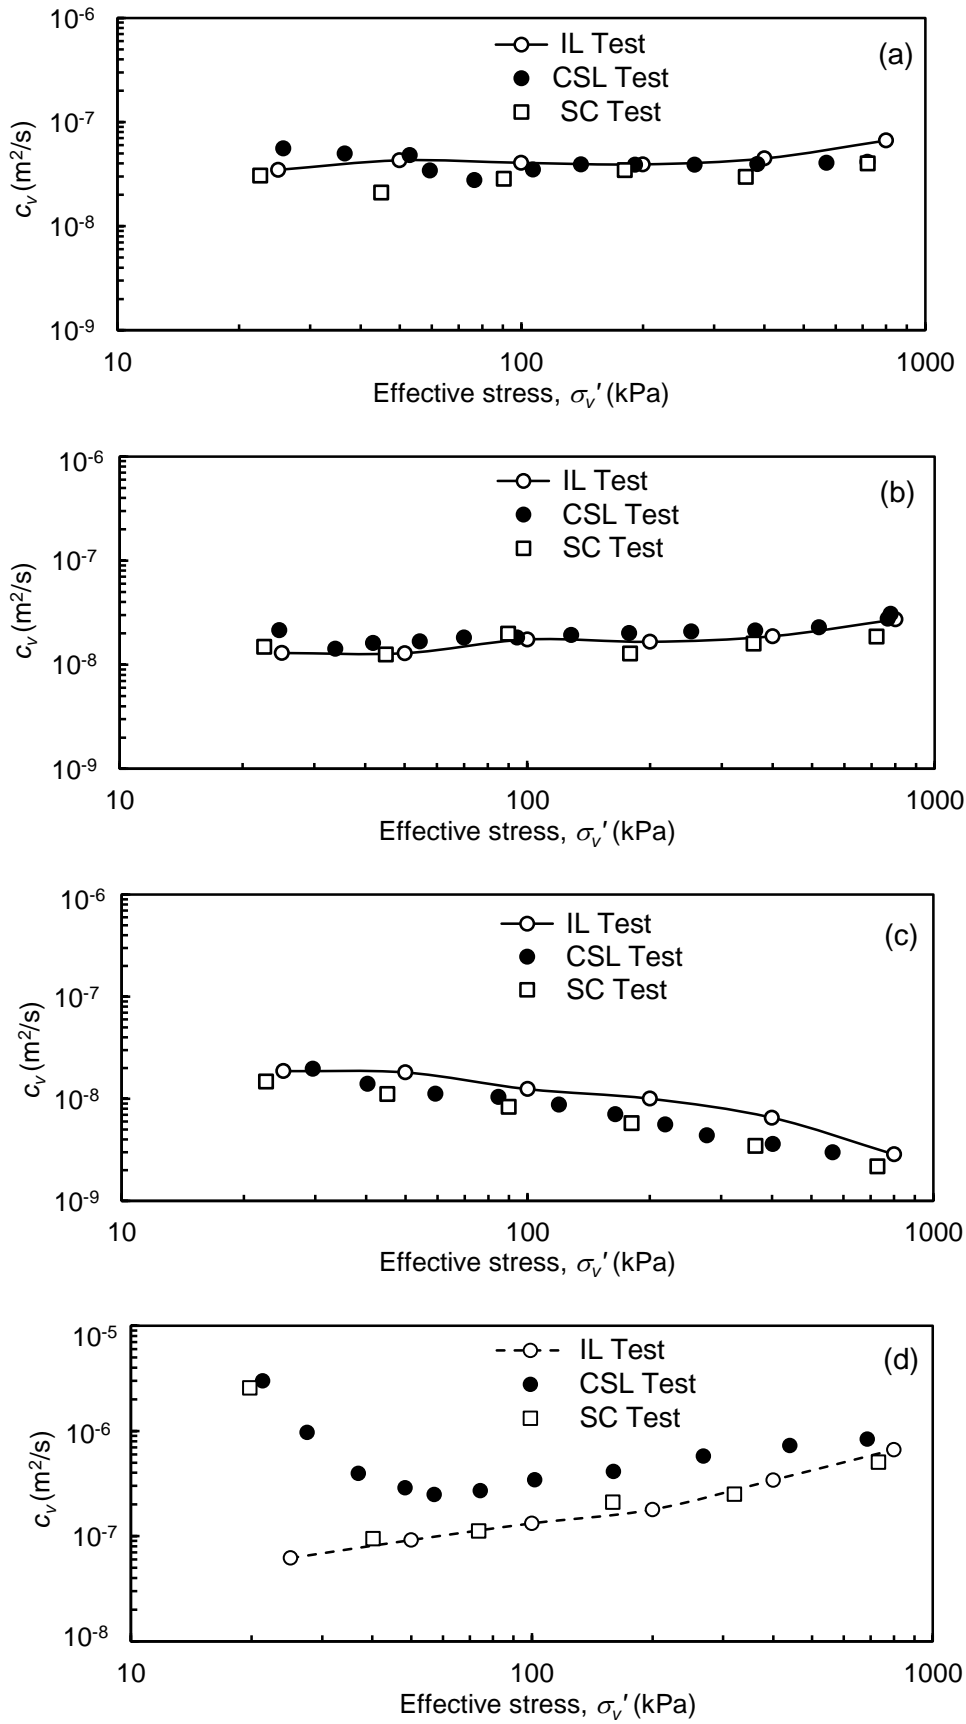 10⁻⁶
IL Test
(a)
CSL Test
SC Test
10⁻⁷
cᵥ (m²/s)
10⁻⁸
10⁻⁹
10
100
1000
Effective stress, σᵥ' (kPa)
10⁻⁶
IL Test
(b)
CSL Test
SC Test
10⁻⁷
cᵥ (m²/s)
10⁻⁸
10⁻⁹
10
100
1000
Effective stress, σᵥ' (kPa)
10⁻⁶
IL Test
(c)
CSL Test
SC Test
10⁻⁷
cᵥ (m²/s)
10⁻⁸
10⁻⁹
10
100
1000
Effective stress, σᵥ' (kPa)
10⁻⁵
IL Test
(d)
CSL Test
SC Test
10⁻⁶
cᵥ (m²/s)
10⁻⁷
10⁻⁸
10
100
1000
Effective stress, σᵥ' (kPa)